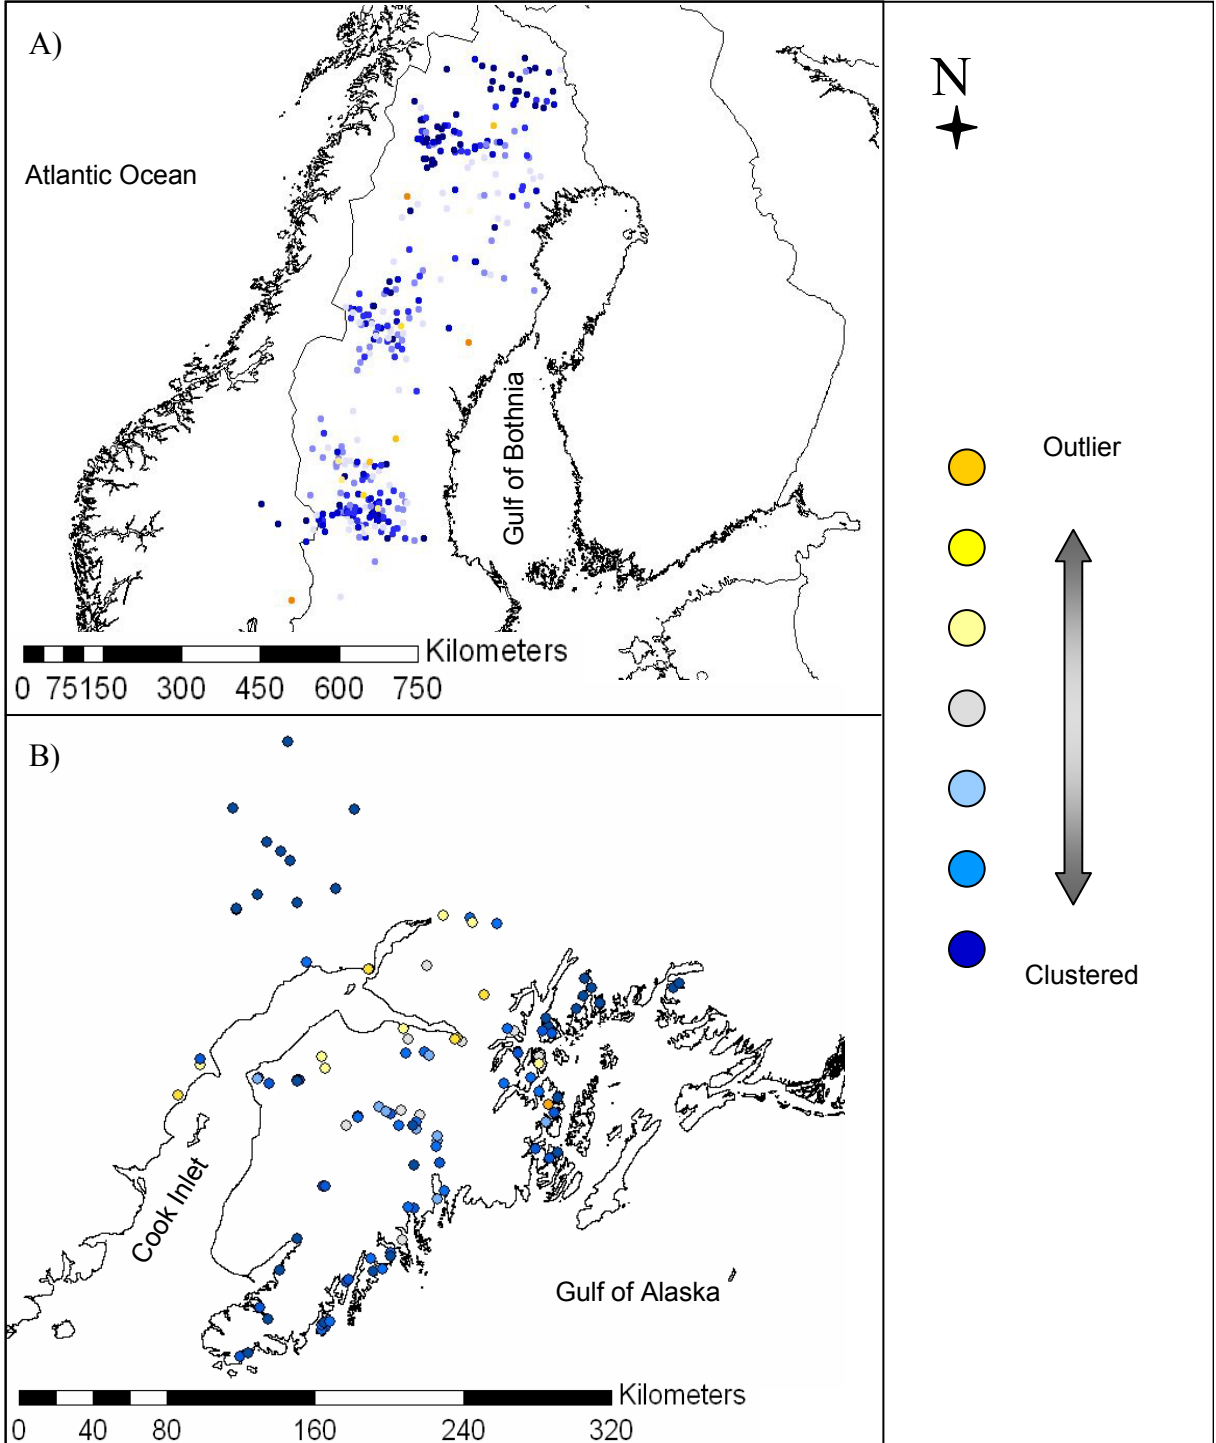 A)
N
Atlantic Ocean
Gulf of Bothnia
Kilometers
0 75150 300 450 600 750
Outlier
Clustered
B)
Cook Inlet
Gulf of Alaska
Kilometers
0 40 80 160 240 320